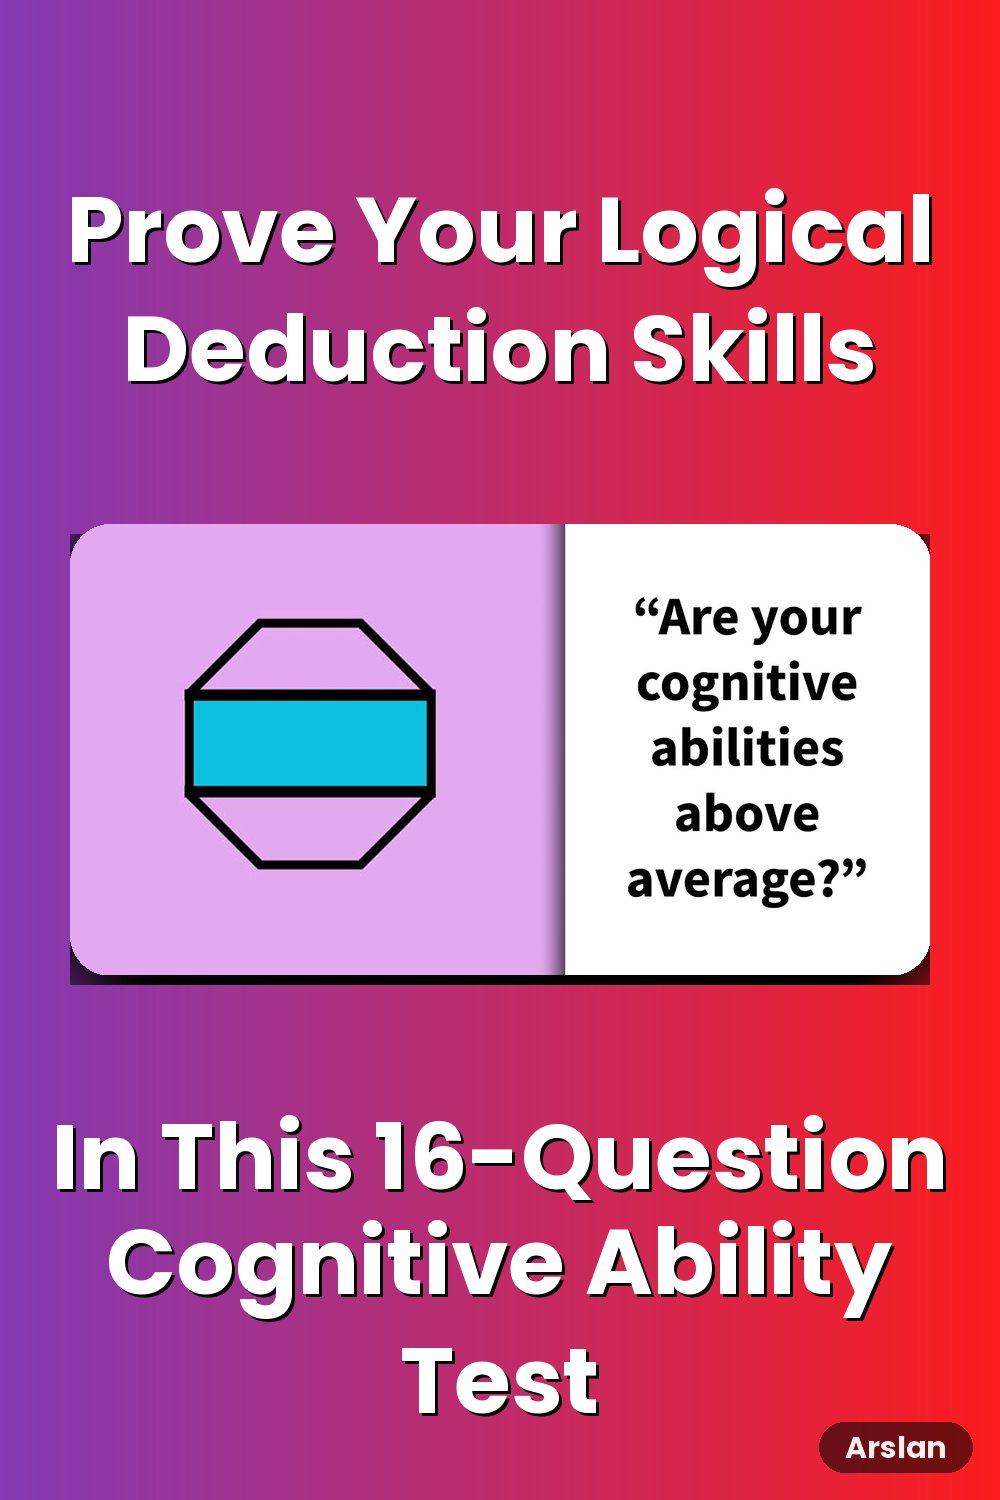 Prove Your Logical
Deduction Skills
“Are your
cognitive
abilities
above
average?”
In This 16-Question
Cognitive Ability
Test
Arslan